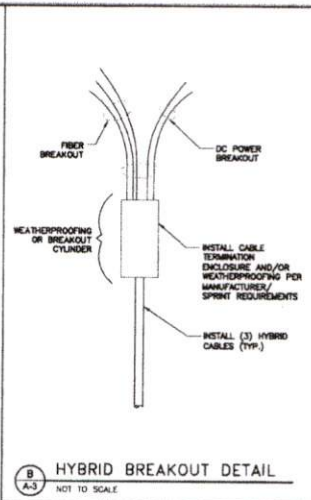 FIBER
BREAKOUT
DC POWER
BREAKOUT
WEATHERPROOFING
OR BREAKOUT
CYLINDER
INSTALL CABLE
TERMINATION
ENCLOSURE AND/OR
WEATHERPROOFING PER
MANUFACTURER/
SPRINT REQUIREMENTS
INSTALL (3) HYBRID
CABLES (TYP.)
B
A-3
HYBRID BREAKOUT DETAIL
NOT TO SCALE